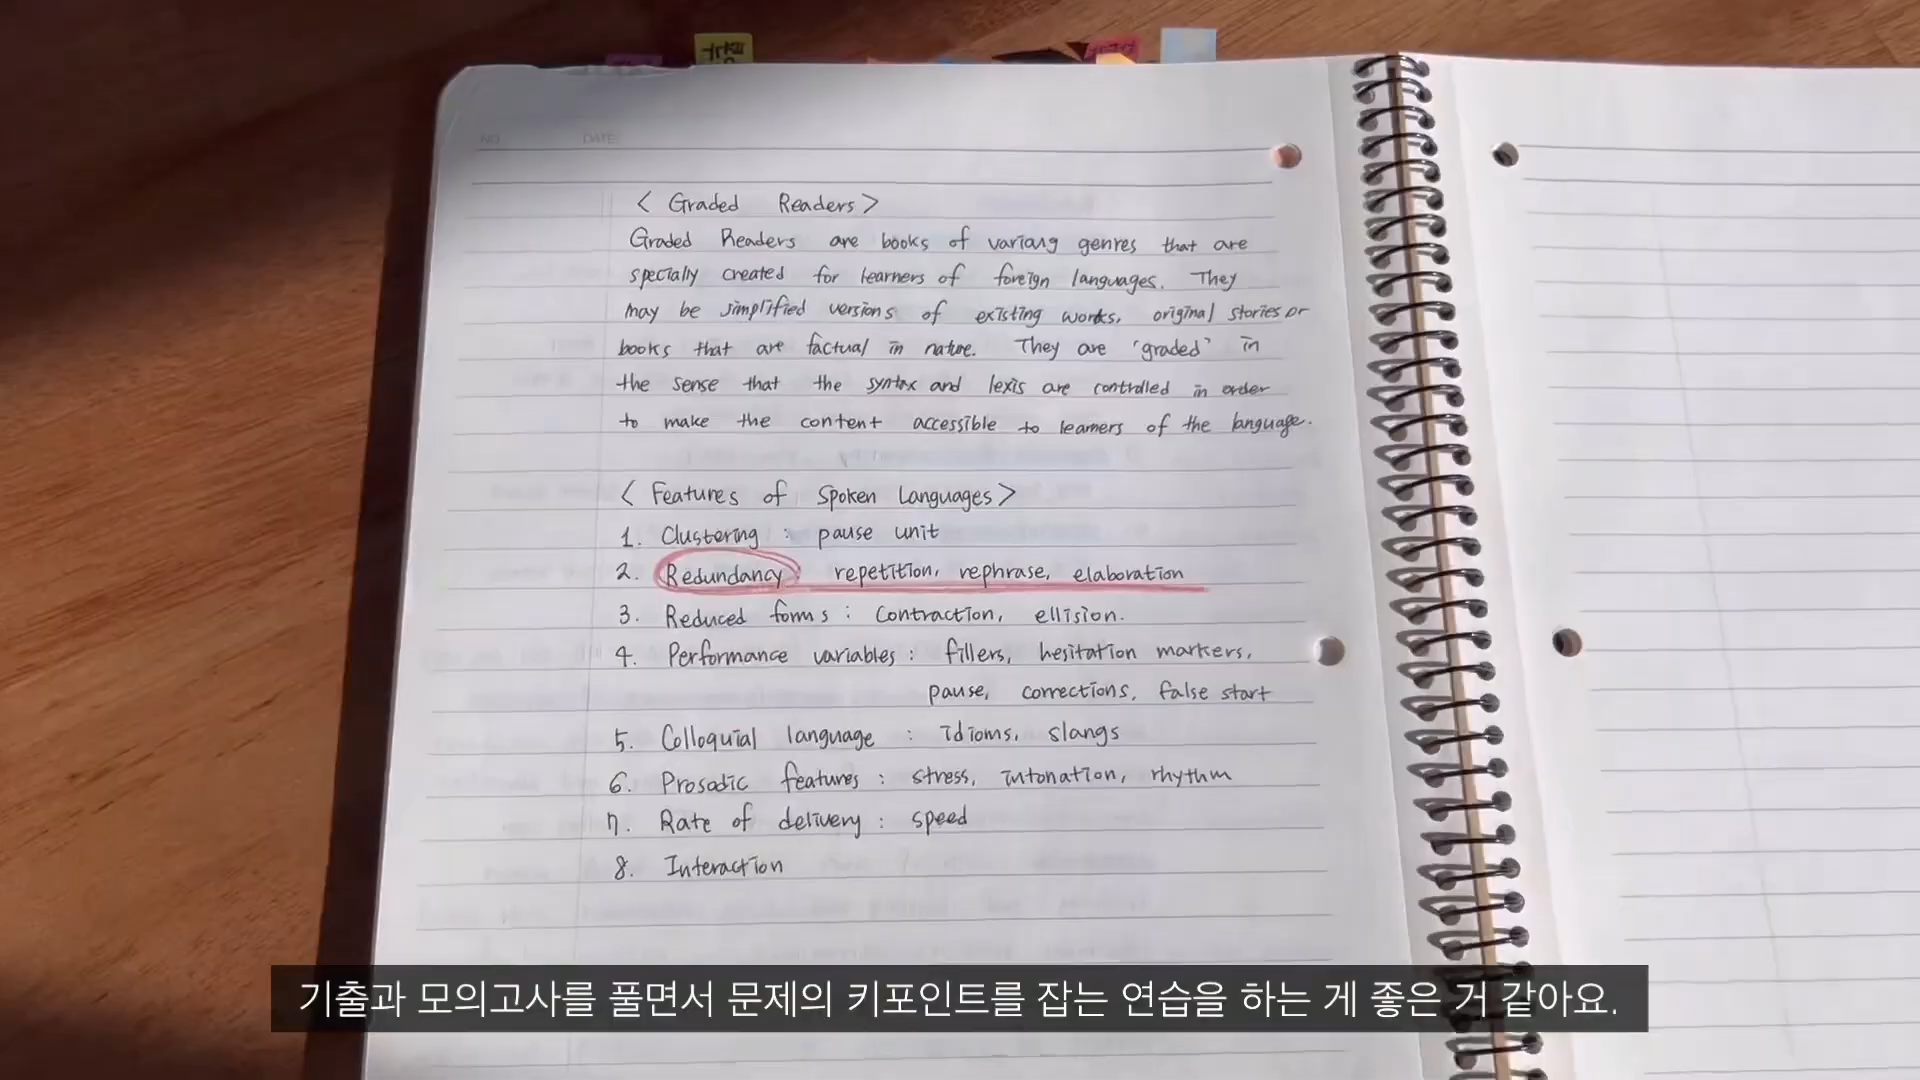 NO
DATE
< Graded Readers >
Graded Readers are books of various genres that are
specially created for learners of foreign languages. They
may be simplified versions of existing works, original stories or
books that are factual in nature. They are 'graded' in
the sense that the syntax and lexis are controlled in order
to make the content accessible to learners of the language.
< Features of Spoken Languages >
1. Clustering : pause unit
2. Redundancy : repetition, rephrase, elaboration
3. Reduced forms : Contraction, ellision.
4. Performance variables : fillers, hesitation markers,
pause, corrections, false start
5. Colloquial language : idioms, slangs
6. Prosodic features : stress, intonation, rhythm
7. Rate of delivery : speed
8. Interaction
기출과 모의고사를 풀면서 문제의 키포인트를 잡는 연습을 하는 게 좋은 거 같아요.